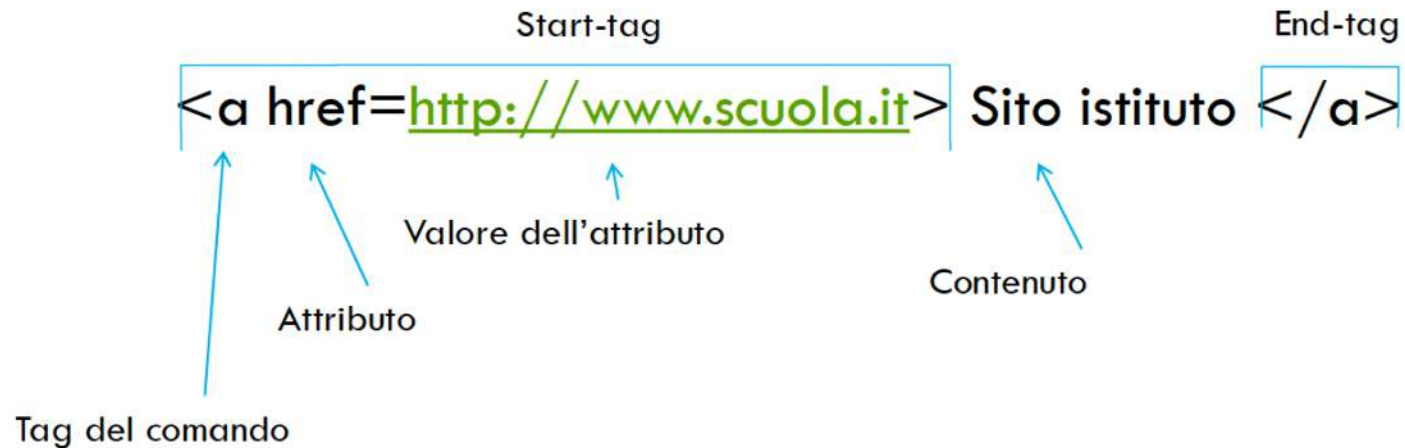 Start-tag
End-tag
<a href=http://www.scuola.it> Sito istituto </a>
Valore dell'attributo
Contenuto
Attributo
Tag del comando